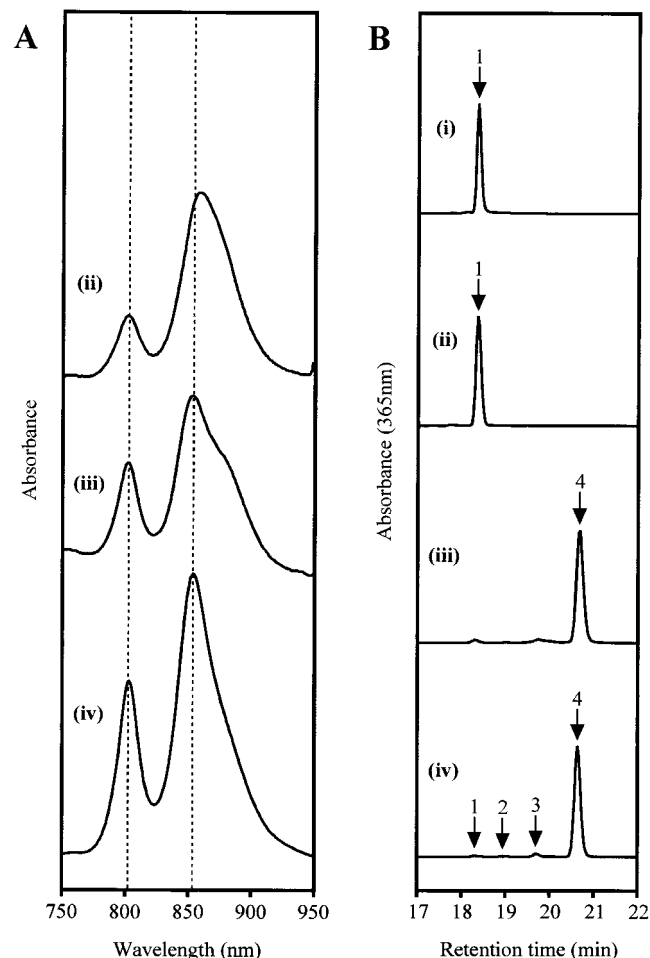 A
B
Absorbance
(ii)
(iii)
(iv)
750 800 850 900 950
Wavelength (nm)
Absorbance (365nm)
1
(i)
1
(ii)
4
(iii)
4
(iv)
1 2 3
17 18 19 20 21 22
Retention time (min)